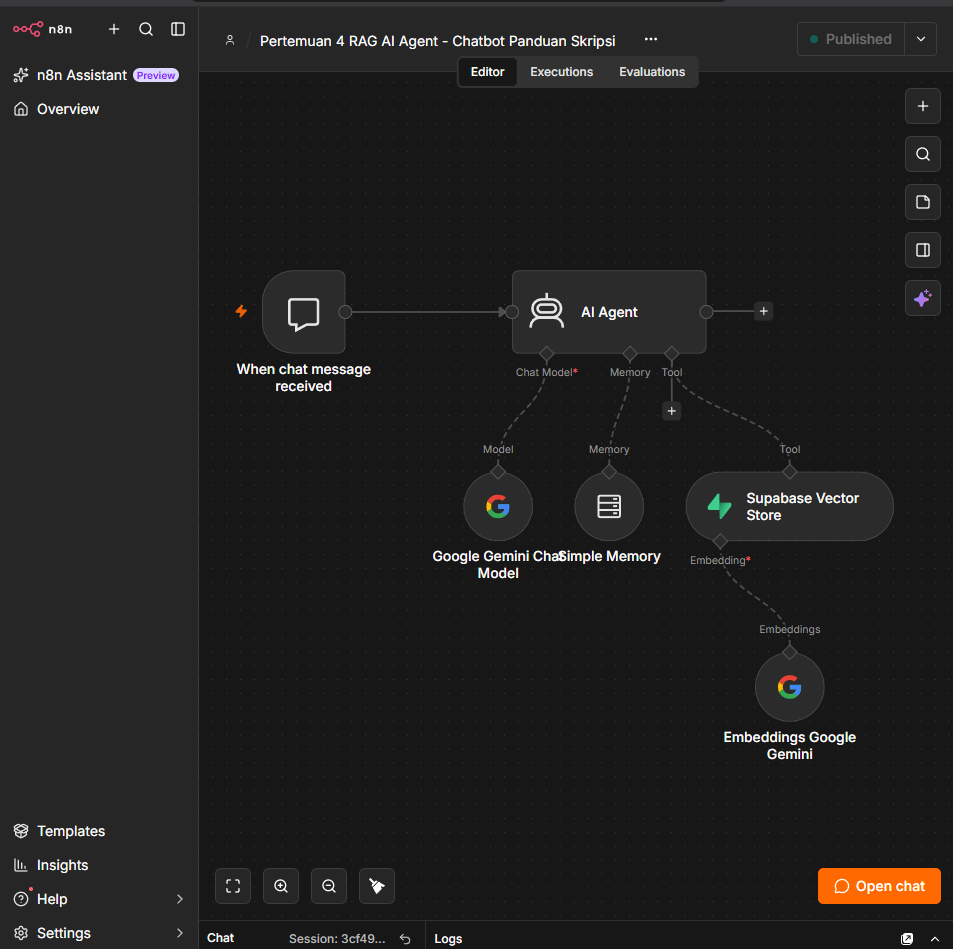 n8n
Pertemuan 4 RAG AI Agent - Chatbot Panduan Skripsi
...
Published
n8n Assistant
Preview
Overview
Editor
Executions
Evaluations
When chat message
received
AI Agent
Chat Model*
Memory
Tool
Model
Memory
Tool
Google Gemini Chat
Model
Simple Memory
Supabase Vector
Store
Embedding*
Embeddings
Embeddings Google
Gemini
Templates
Insights
Help
Settings
Open chat
Chat
Session: 3cf49...
Logs